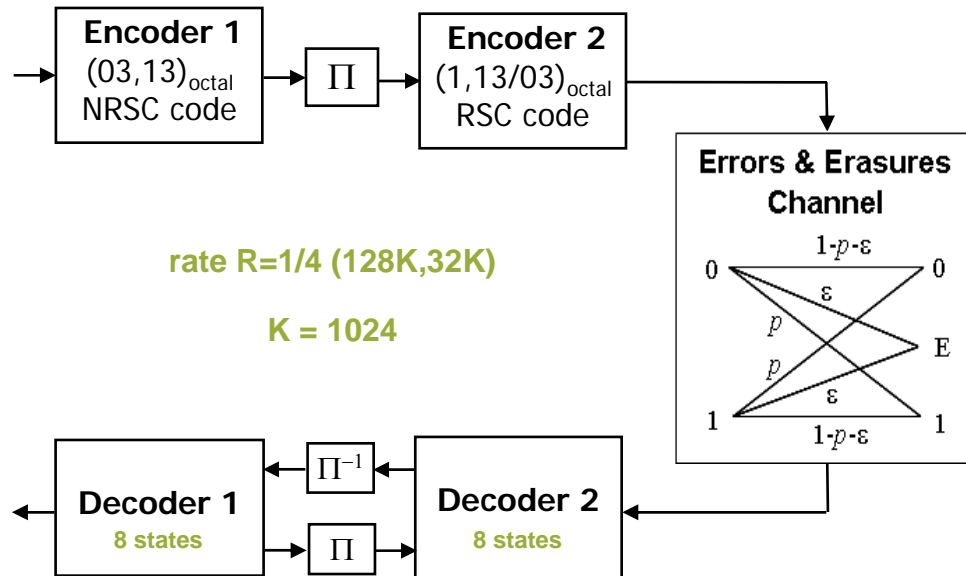 Encoder 1
(03,13)octal
NRSC code
Π
Encoder 2
(1,13/03)octal
RSC code
Errors & Erasures
Channel
1-p-ε
0
0
ε
p
E
p
ε
1
1
1-p-ε
rate R=1/4 (128K,32K)
K = 1024
Decoder 1
8 states
Π−1
Π
Decoder 2
8 states